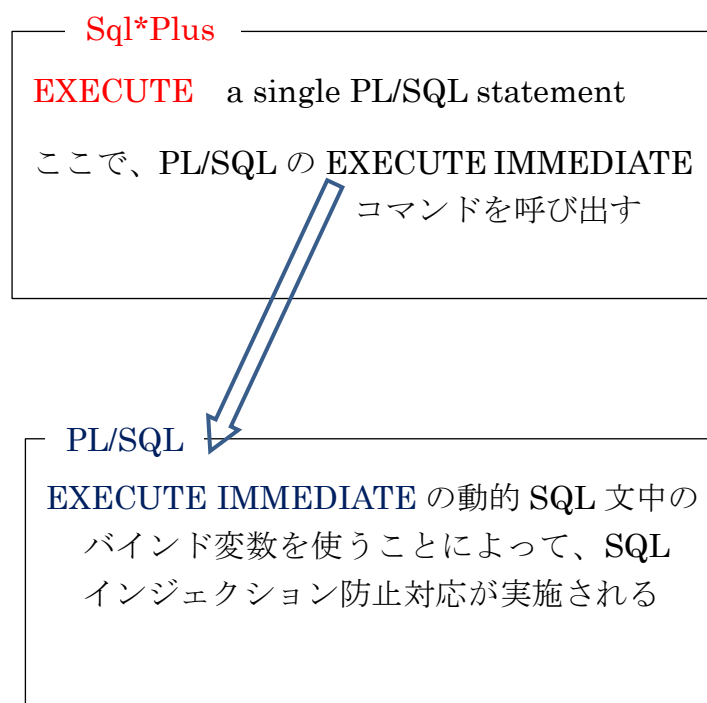 Sql*Plus
EXECUTE a single PL/SQL statement
ここで、PL/SQL の EXECUTE IMMEDIATE
コマンドを呼び出す
PL/SQL
EXECUTE IMMEDIATE の動的 SQL 文中の
バインド変数を使うことによって、SQL
インジェクション防止対応が実施される